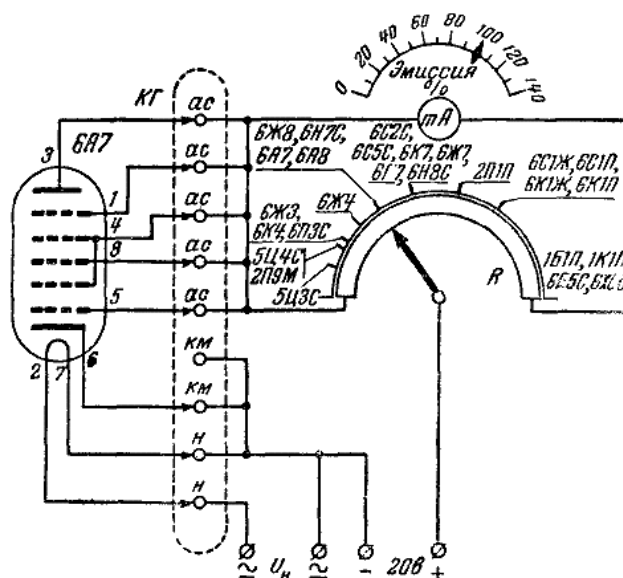 0 20 40 60 80 100 120 140
Эмиссия
%
mA
КГ
ас
ас
ас
ас
ас
км
км
н
н
6А7
3
1
4
8
5
6
2
7
6Ж8, 6Н7С,
6А7, 6А8
6С2С,
6С5С, 6К7, 6Ж7,
6Г7, 6Н8С
2П1П
6С1Ж, 6С1П,
6К1Ж, 6К1П
6Ж4
6Ж3,
6К4, 6П3С
5Ц4С
2П9М
5Ц3С
R
1Б1П, 1К1П
6Е5С,
Uн
- 20в +